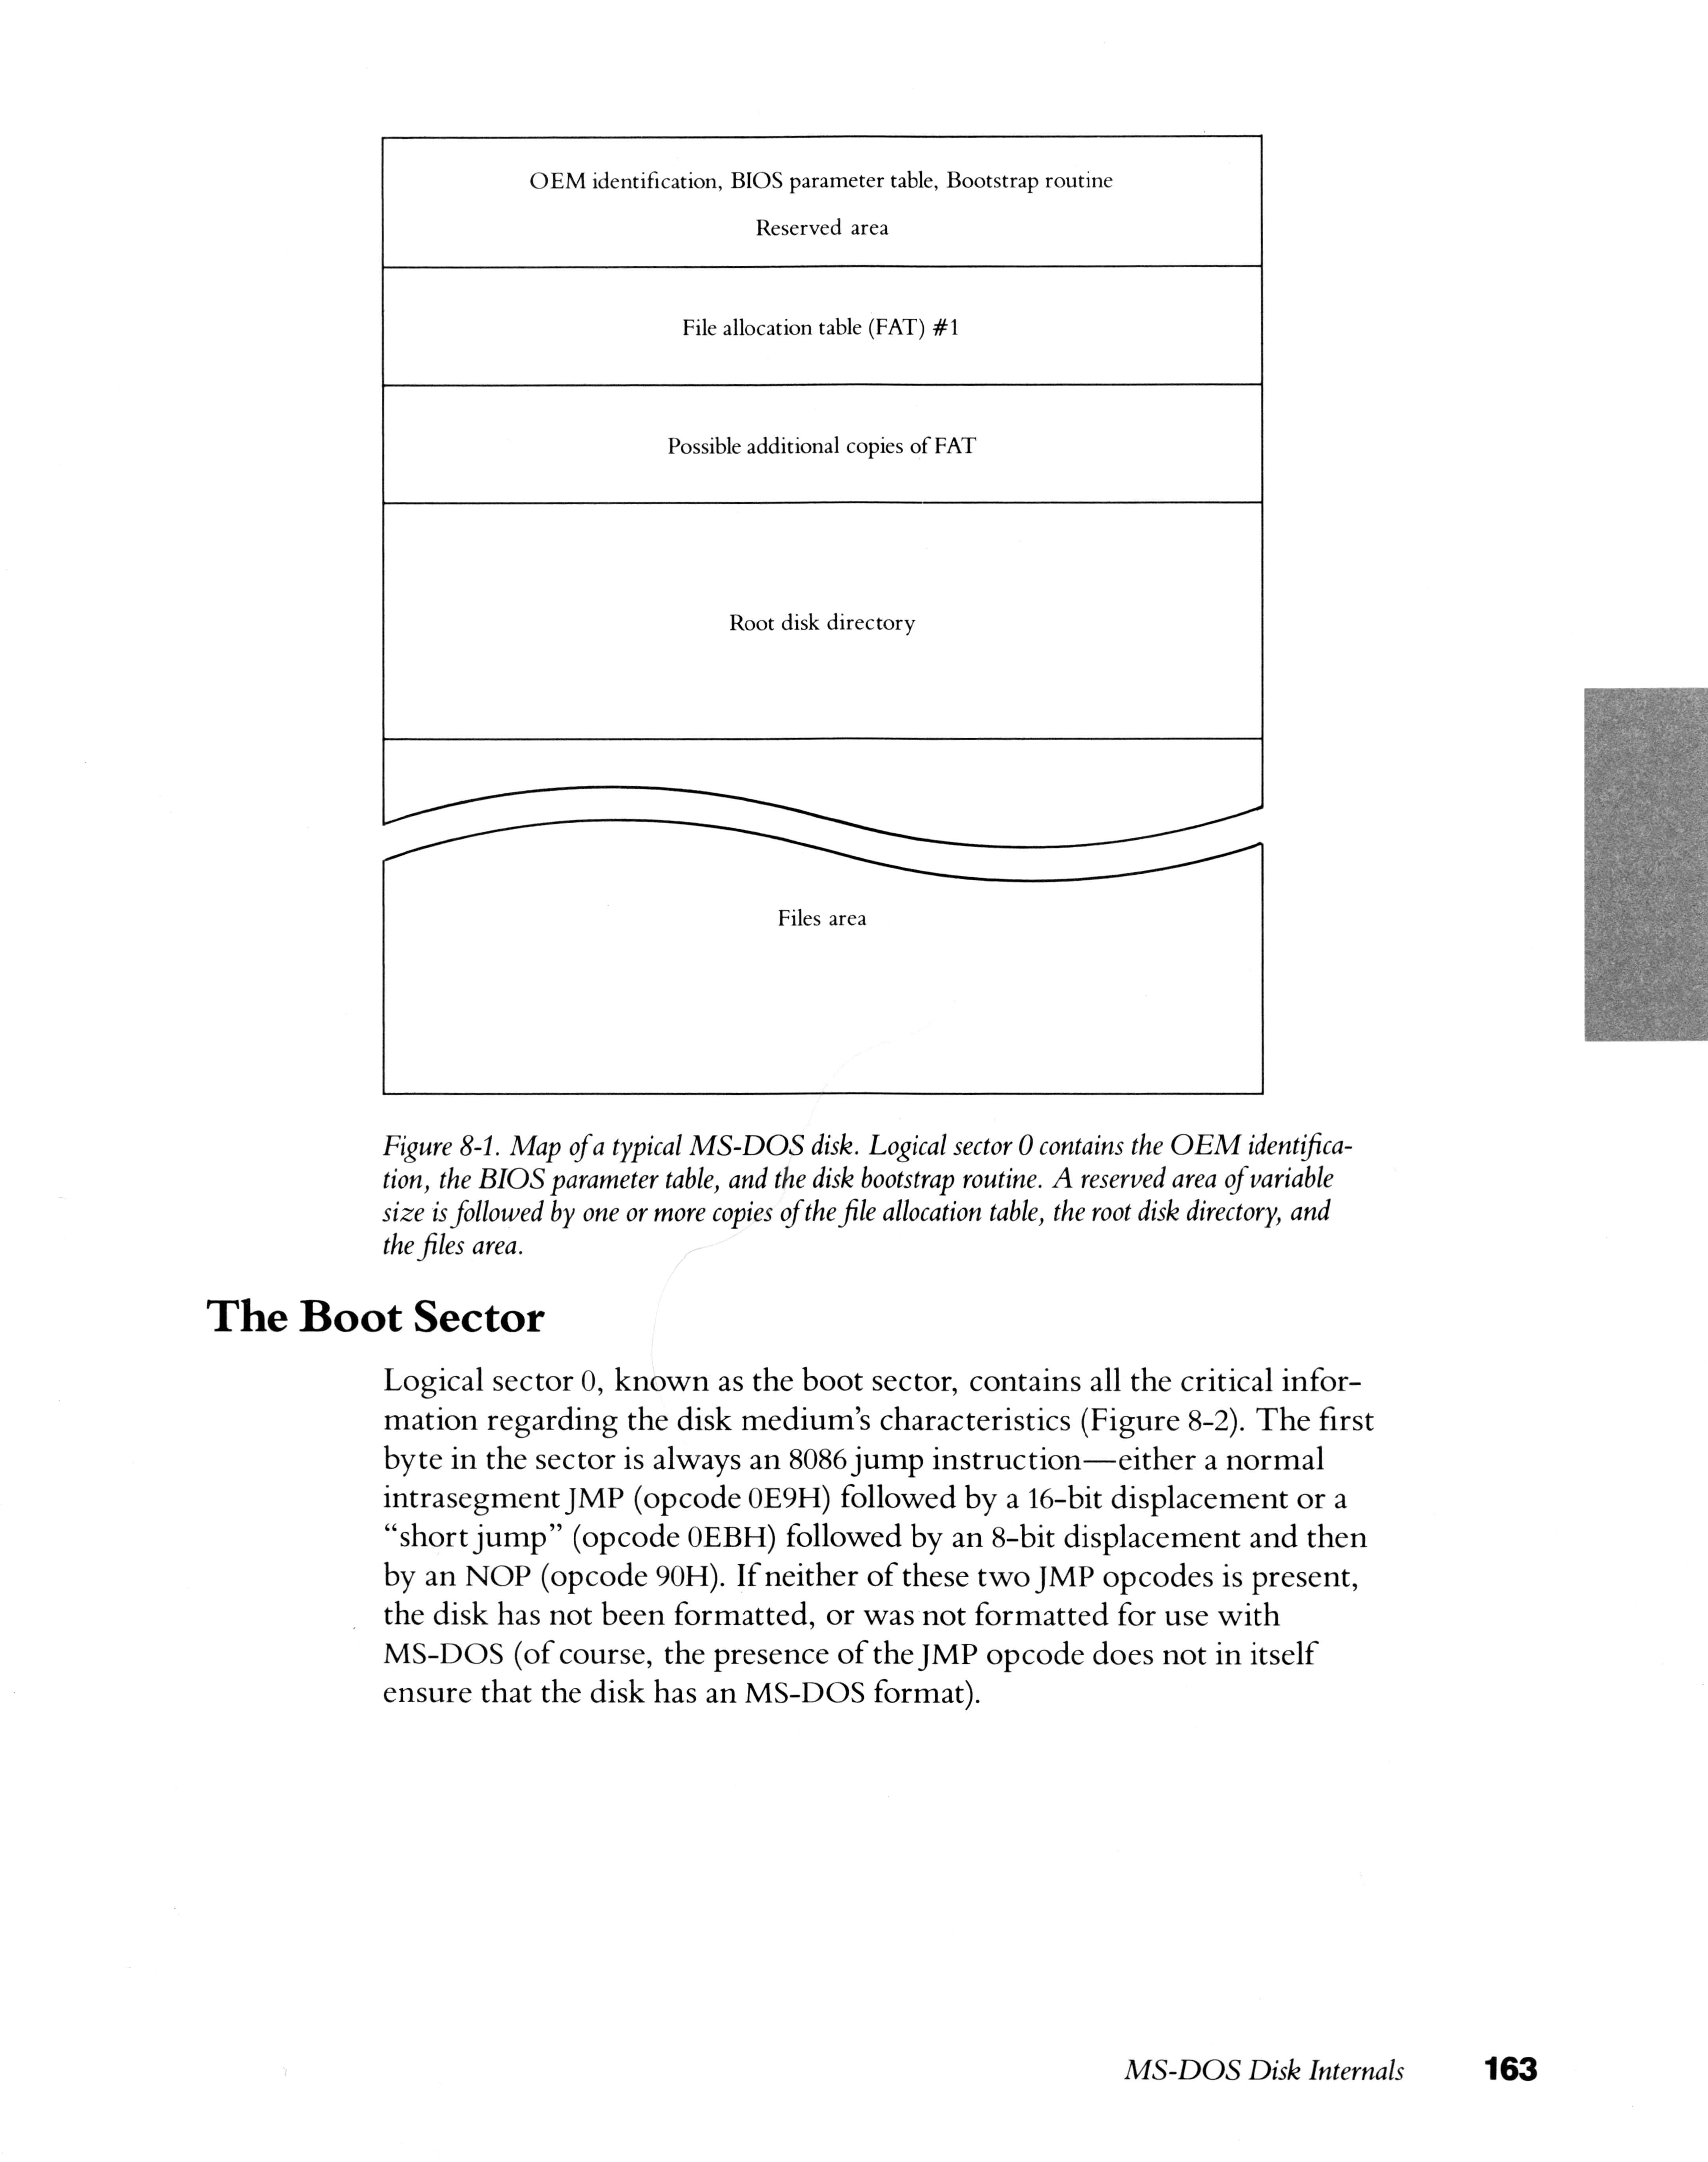 OEM identification, BIOS parameter table, Bootstrap routine
Reserved area
File allocation table (FAT) #1
Possible additional copies of FAT
Root disk directory
Files area
Figure 8-1. Map of a typical MS-DOS disk. Logical sector 0 contains the OEM identifica-
tion, the BIOS parameter table, and the disk bootstrap routine. A reserved area of variable
size is followed by one or more copies of the file allocation table, the root disk directory, and
the files area.
The Boot Sector
Logical sector 0, known as the boot sector, contains all the critical infor-
mation regarding the disk medium’s characteristics (Figure 8-2). The first
byte in the sector is always an 8086 jump instruction—either a normal
intrasegment JMP (opcode 0E9H) followed by a 16-bit displacement or a
“short jump” (opcode 0EBH) followed by an 8-bit displacement and then
by an NOP (opcode 90H). If neither of these two JMP opcodes is present,
the disk has not been formatted, or was not formatted for use with
MS-DOS (of course, the presence of the JMP opcode does not in itself
ensure that the disk has an MS-DOS format).
MS-DOS Disk Internals 163